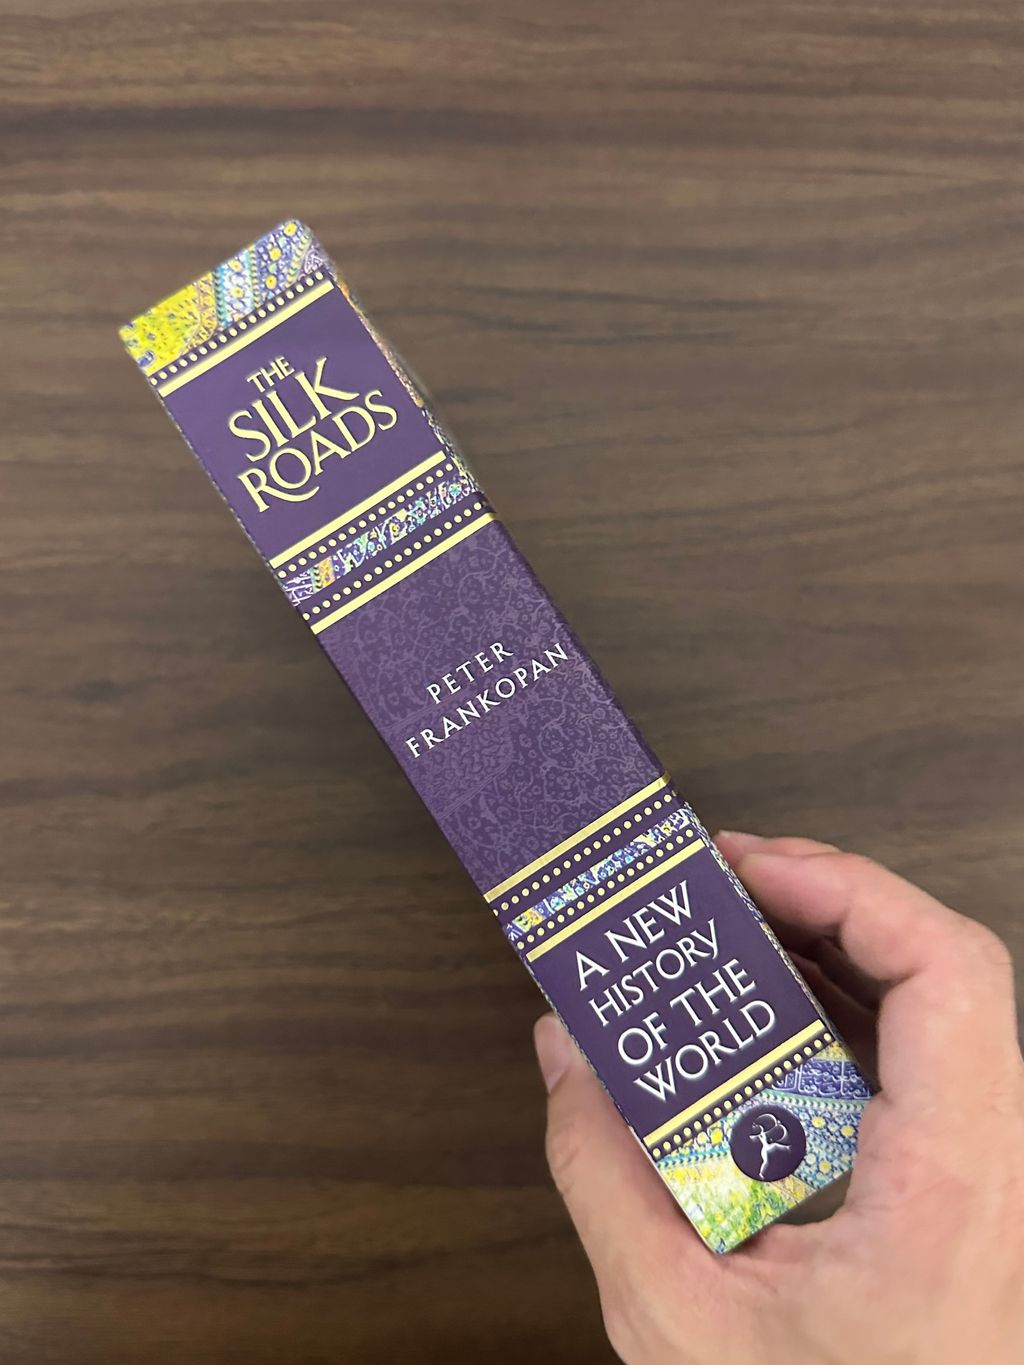 THE
SILK
ROADS
PETER
FRANKOPAN
A NEW
HISTORY
OF THE
WORLD